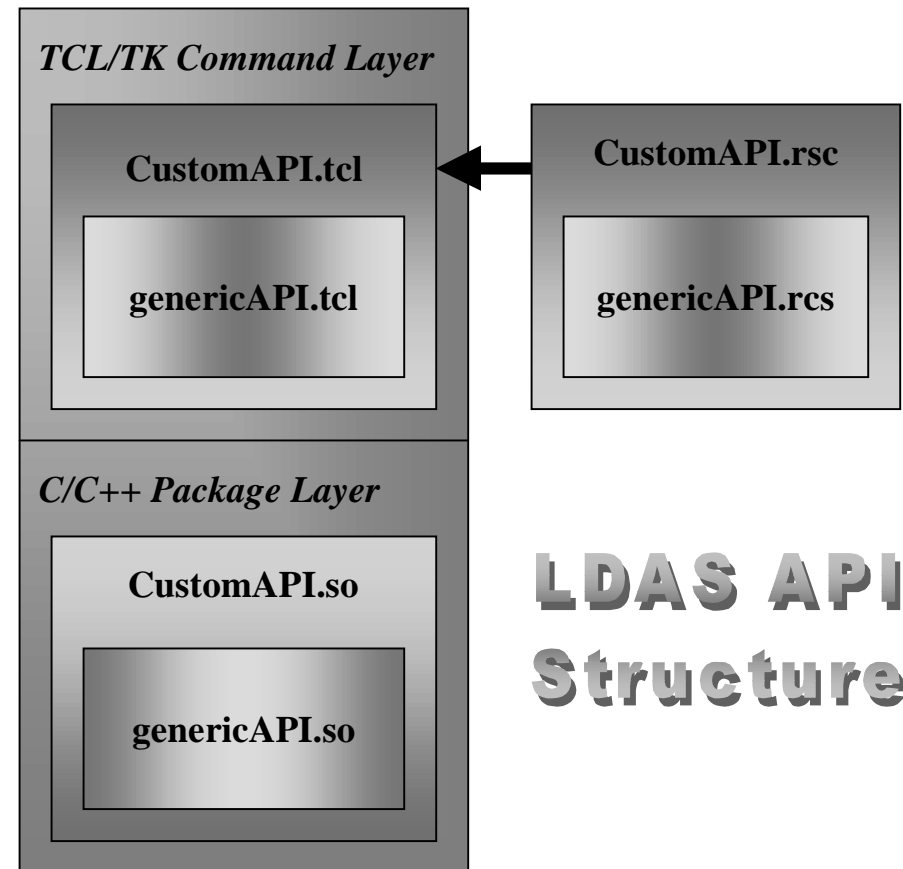 TCL/TK Command Layer
CustomAPI.tcl
genericAPI.tcl
CustomAPI.rsc
genericAPI.rcs
C/C++ Package Layer
CustomAPI.so
genericAPI.so
LDAS API
Structure